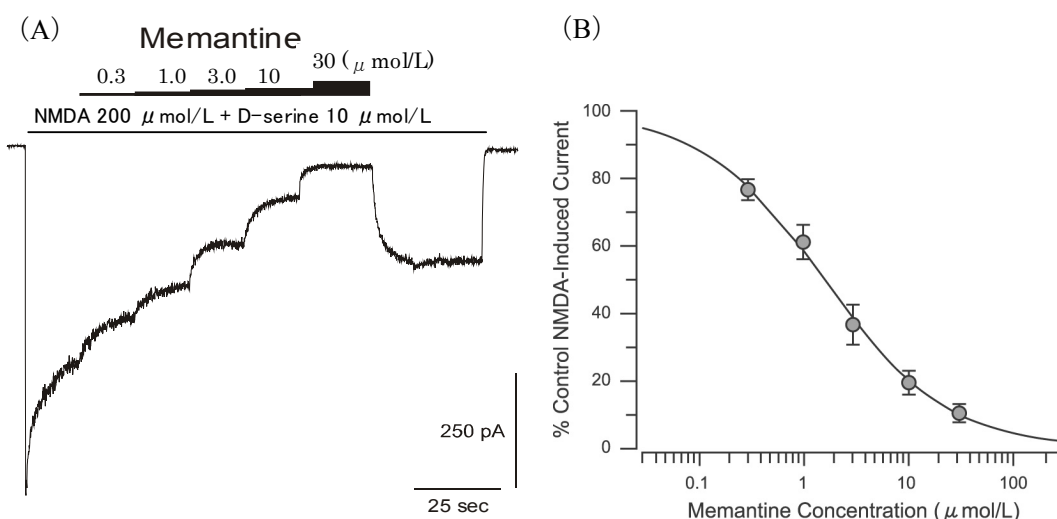 (A)
Memantine
0.3 1.0 3.0 10 30 ( μ mol/L)
NMDA 200 μ mol/L + D-serine 10 μ mol/L
250 pA
25 sec
(B)
% Control NMDA-Induced Current
100
80
60
40
20
0
0.1 1 10 100
Memantine Concentration ( μ mol/L)